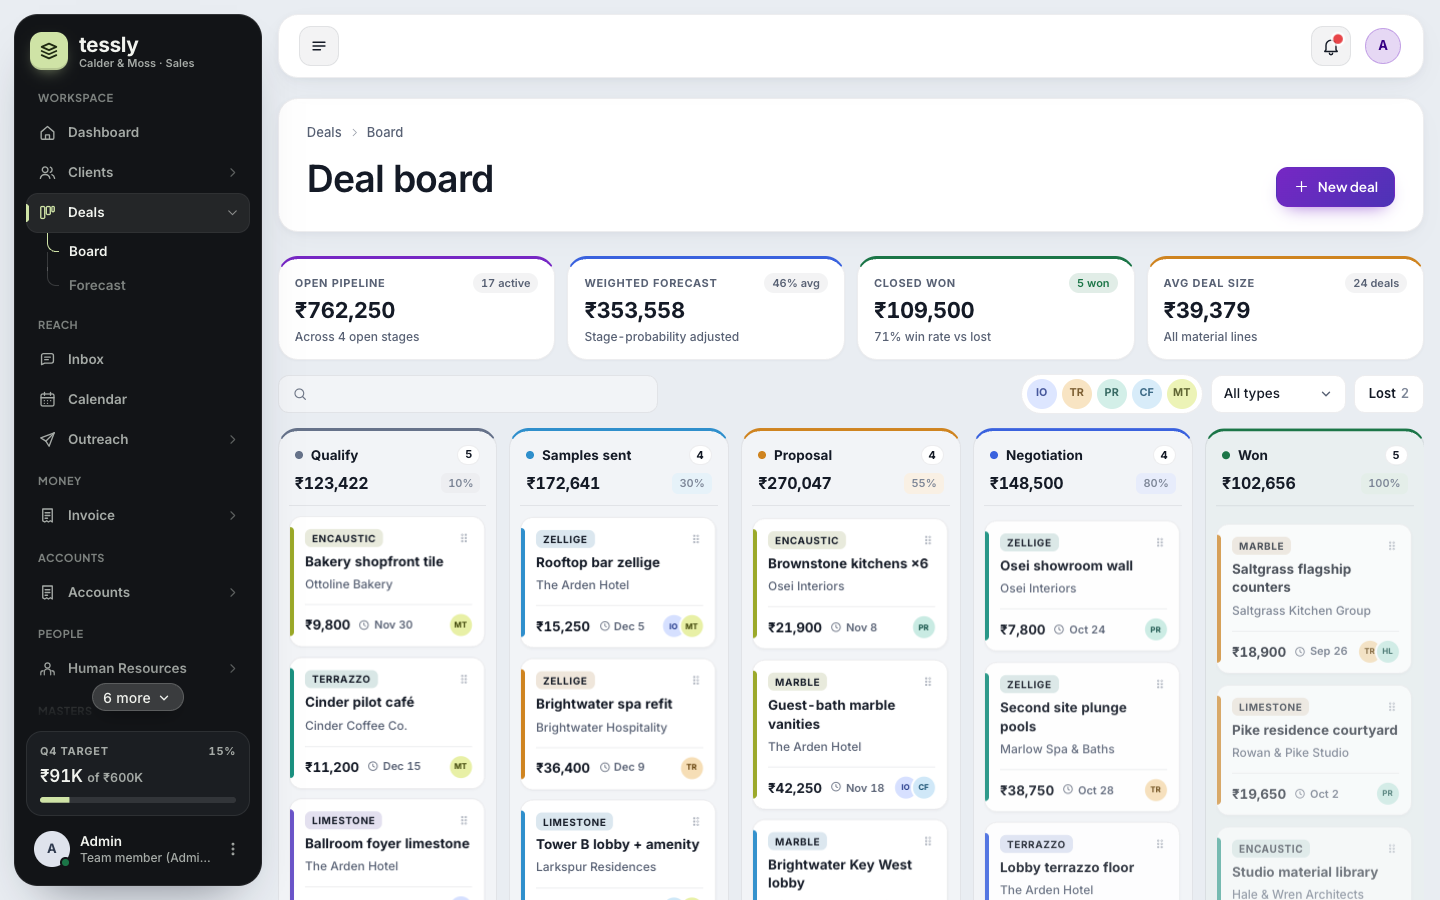 tessly
Calder & Moss · Sales
WORKSPACE
Dashboard
Clients
Deals
Board
Forecast
REACH
Inbox
Calendar
Outreach
MONEY
Invoice
ACCOUNTS
Accounts
PEOPLE
Human Resources
6 more
MASTERS
Q4 TARGET 15%
₹91K of ₹600K
A
Admin
Team member (Admi...
A
Deals > Board
Deal board
+ New deal
OPEN PIPELINE 17 active
₹762,250
Across 4 open stages
WEIGHTED FORECAST 46% avg
₹353,558
Stage-probability adjusted
CLOSED WON 5 won
₹109,500
71% win rate vs lost
AVG DEAL SIZE 24 deals
₹39,379
All material lines
IO TR PR CF MT
All types
Lost 2
Qualify 5
₹123,422 10%
ENCAUSTIC
Bakery shopfront tile
Ottoline Bakery
₹9,800 Nov 30 MT
TERRAZZO
Cinder pilot café
Cinder Coffee Co.
₹11,200 Dec 15 MT
LIMESTONE
Ballroom foyer limestone
The Arden Hotel
Samples sent 4
₹172,641 30%
ZELLIGE
Rooftop bar zellige
The Arden Hotel
₹15,250 Dec 5 IO MT
ZELLIGE
Brightwater spa refit
Brightwater Hospitality
₹36,400 Dec 9 TR
LIMESTONE
Tower B lobby + amenity
Larkspur Residences
Proposal 4
₹270,047 55%
ENCAUSTIC
Brownstone kitchens ×6
Osei Interiors
₹21,900 Nov 8 PR
MARBLE
Guest-bath marble
vanities
The Arden Hotel
₹42,250 Nov 18 IO CF
MARBLE
Brightwater Key West
lobby
Negotiation 4
₹148,500 80%
ZELLIGE
Osei showroom wall
Osei Interiors
₹7,800 Oct 24 PR
ZELLIGE
Second site plunge
pools
Marlow Spa & Baths
₹38,750 Oct 28 TR
TERRAZZO
Lobby terrazzo floor
The Arden Hotel
Won 5
₹102,656 100%
MARBLE
Saltgrass flagship
counters
Saltgrass Kitchen Group
₹18,900 Sep 26 TR HL
LIMESTONE
Pike residence courtyard
Rowan & Pike Studio
₹19,650 Oct 2 PR
ENCAUSTIC
Studio material library
Hale & Wren Architects